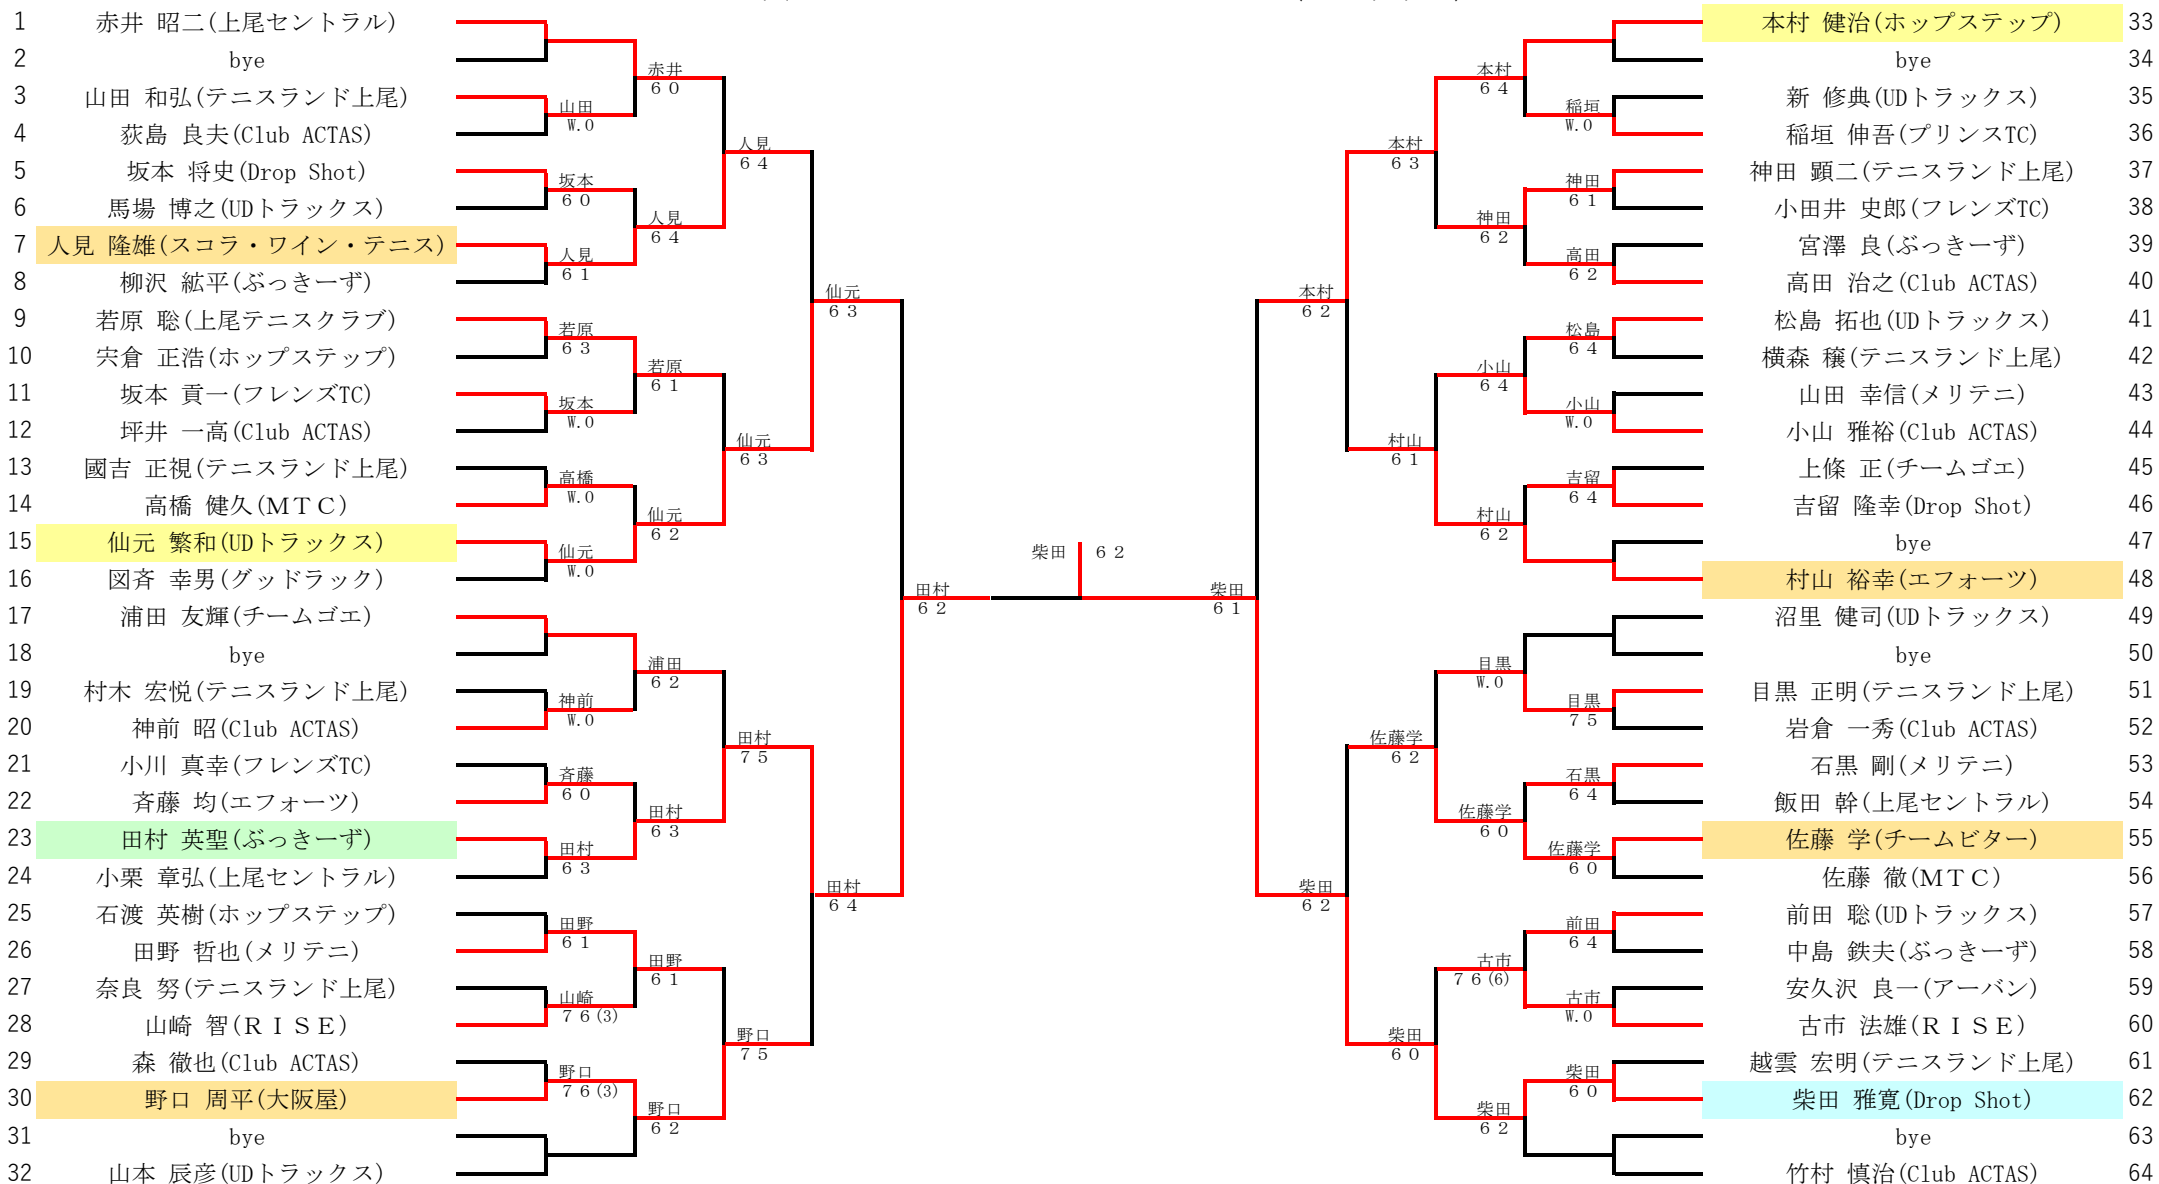 1 赤井 昭二(上尾セントラル)
2 bye
3 山田 和弘(テニスランド上尾)
4 荻島 良夫(Club ACTAS)
5 坂本 将史(Drop Shot)
6 馬場 博之(UDトラックス)
7 人見 隆雄(スコラ・ワイン・テニス)
8 柳沢 紘平(ぶっきーず)
9 若原 聡(上尾テニスクラブ)
10 宍倉 正浩(ホップステップ)
11 坂本 貢一(フレンズTC)
12 坪井 一高(Club ACTAS)
13 國吉 正視(テニスランド上尾)
14 高橋 健久(MTC)
15 仙元 繁和(UDトラックス)
16 図斉 幸男(グッドラック)
17 浦田 友輝(チームゴエ)
18 bye
19 村木 宏悦(テニスランド上尾)
20 神前 昭(Club ACTAS)
21 小川 真幸(フレンズTC)
22 斉藤 均(エフォーツ)
23 田村 英聖(ぶっきーず)
24 小栗 章弘(上尾セントラル)
25 石渡 英樹(ホップステップ)
26 田野 哲也(メリテニ)
27 奈良 努(テニスランド上尾)
28 山崎 智(RISE)
29 森 徹也(Club ACTAS)
30 野口 周平(大阪屋)
31 bye
32 山本 辰彦(UDトラックス)
山田
W.0
坂本
6 0
人見
6 1
若原
6 3
坂本
W.0
高橋
W.0
仙元
W.0
神前
W.0
斉藤
6 0
田村
6 3
田野
6 1
山崎
7 6 (3)
野口
7 6 (3)
赤井
6 0
人見
6 4
若原
6 1
仙元
6 2
浦田
6 2
田村
6 3
田野
6 1
野口
6 2
人見
6 4
仙元
6 3
田村
7 5
野口
7 5
仙元
6 3
田村
6 4
田村
6 2
柴田 6 2
柴田
6 1
本村
6 2
柴田
6 2
本村
6 3
村山
6 1
佐藤学
6 2
柴田
6 0
本村
6 4
神田
6 2
小山
6 4
村山
6 2
目黒
W.0
佐藤学
6 0
古市
7 6 (6)
柴田
6 2
稲垣
W.0
神田
6 1
高田
6 2
松島
6 4
小山
W.0
吉留
6 4
目黒
7 5
石黒
6 4
佐藤学
6 0
前田
6 4
古市
W.0
柴田
6 0
本村 健治(ホップステップ) 33
bye 34
新 修典(UDトラックス) 35
稲垣 伸吾(プリンスTC) 36
神田 顕二(テニスランド上尾) 37
小田井 史郎(フレンズTC) 38
宮澤 良(ぶっきーず) 39
高田 治之(Club ACTAS) 40
松島 拓也(UDトラックス) 41
横森 穣(テニスランド上尾) 42
山田 幸信(メリテニ) 43
小山 雅裕(Club ACTAS) 44
上條 正(チームゴエ) 45
吉留 隆幸(Drop Shot) 46
bye 47
村山 裕幸(エフォーツ) 48
沼里 健司(UDトラックス) 49
bye 50
目黒 正明(テニスランド上尾) 51
岩倉 一秀(Club ACTAS) 52
石黒 剛(メリテニ) 53
飯田 幹(上尾セントラル) 54
佐藤 学(チームビター) 55
佐藤 徹(MTC) 56
前田 聡(UDトラックス) 57
中島 鉄夫(ぶっきーず) 58
安久沢 良一(アーバン) 59
古市 法雄(RISE) 60
越雲 宏明(テニスランド上尾) 61
柴田 雅寛(Drop Shot) 62
bye 63
竹村 慎治(Club ACTAS) 64